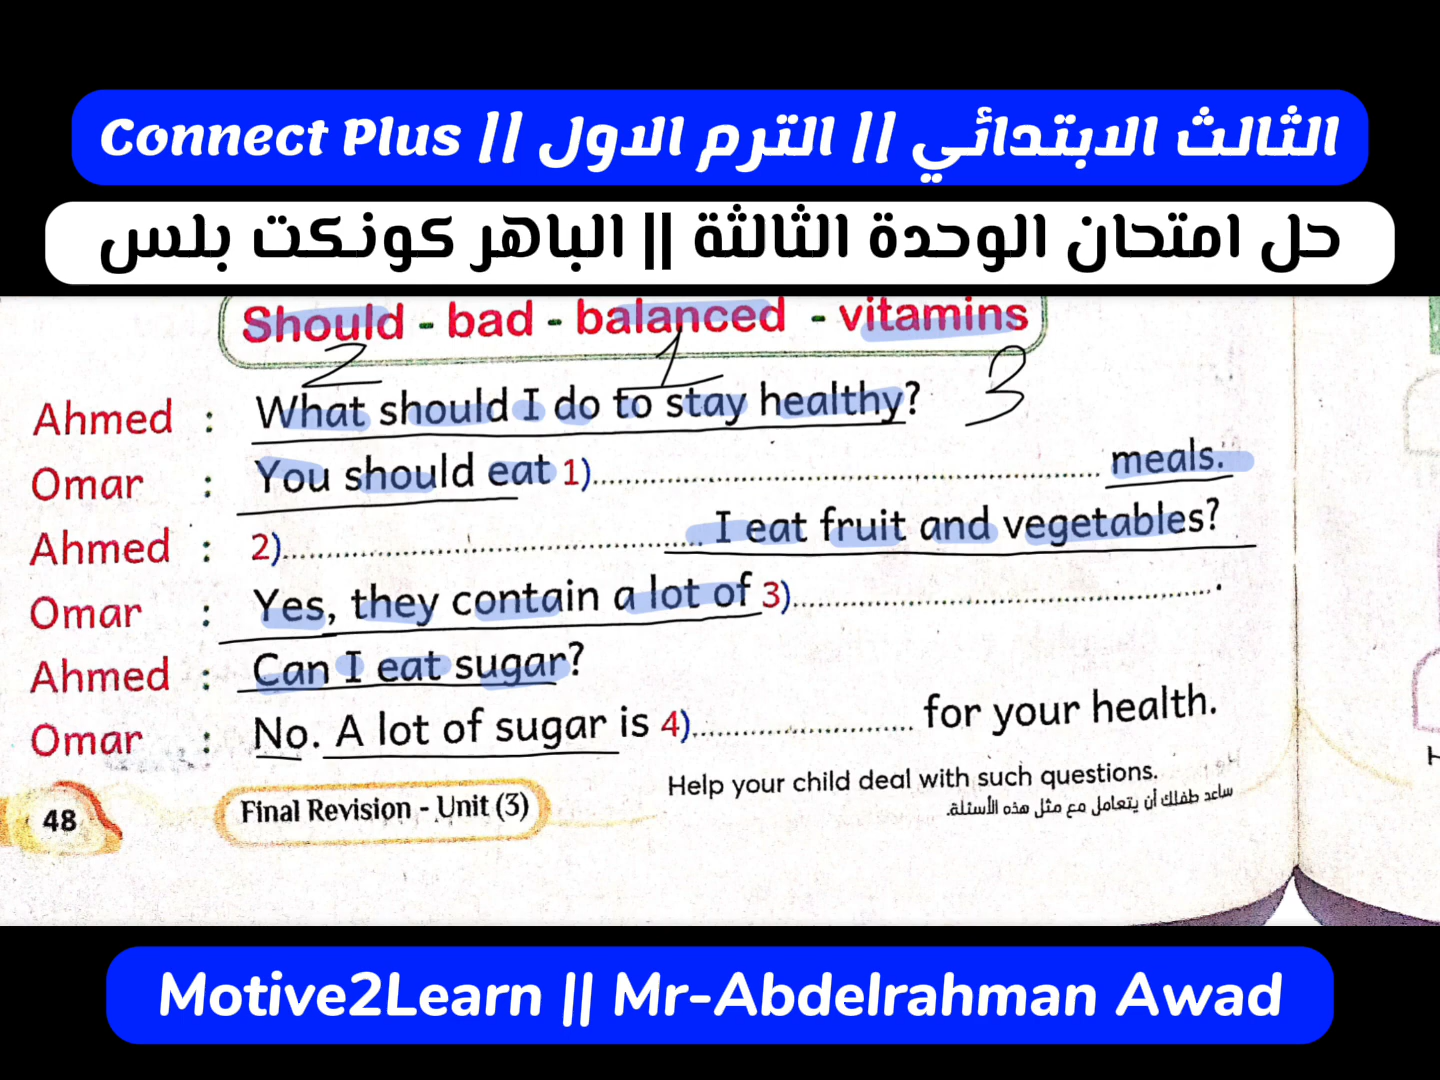 Connect Plus || الثالث الابتدائي || الترم الاول
حل امتحان الوحدة الثالثة || الباهر كونكت بلس
Should - bad - balanced - vitamins
2 1 3
Ahmed : What should I do to stay healthy?
Omar : You should eat 1)........................ meals.
Ahmed : 2)........................ I eat fruit and vegetables?
Omar : Yes, they contain a lot of 3)........................ .
Ahmed : Can I eat sugar?
Omar : No. A lot of sugar is 4)................ for your health.
Help your child deal with such questions.
ساعد طفلك أن يتعامل مع مثل هذه الأسئلة.
48 Final Revision - Unit (3)
Motive2Learn || Mr-Abdelrahman Awad